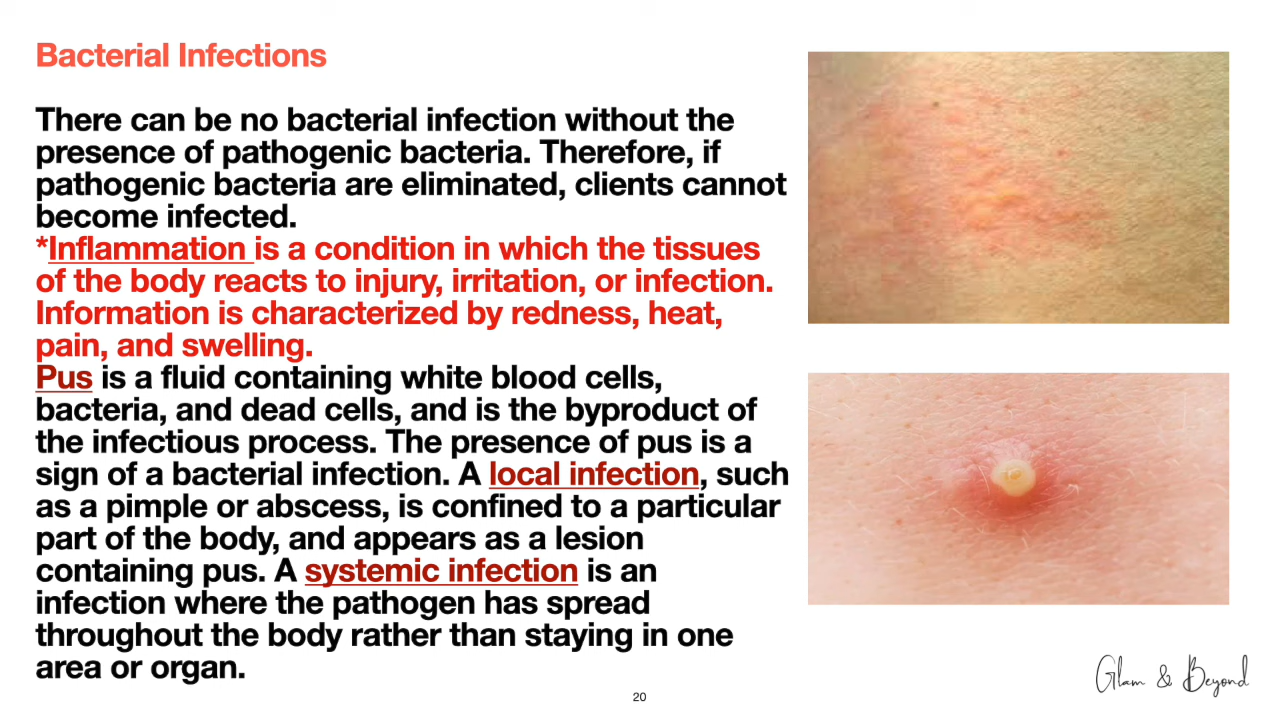 Bacterial Infections
There can be no bacterial infection without the
presence of pathogenic bacteria. Therefore, if
pathogenic bacteria are eliminated, clients cannot
become infected.
*Inflammation is a condition in which the tissues
of the body reacts to injury, irritation, or infection.
Information is characterized by redness, heat,
pain, and swelling.
Pus is a fluid containing white blood cells,
bacteria, and dead cells, and is the byproduct of
the infectious process. The presence of pus is a
sign of a bacterial infection. A local infection, such
as a pimple or abscess, is confined to a particular
part of the body, and appears as a lesion
containing pus. A systemic infection is an
infection where the pathogen has spread
throughout the body rather than staying in one
area or organ.
20
Glam & Beyond